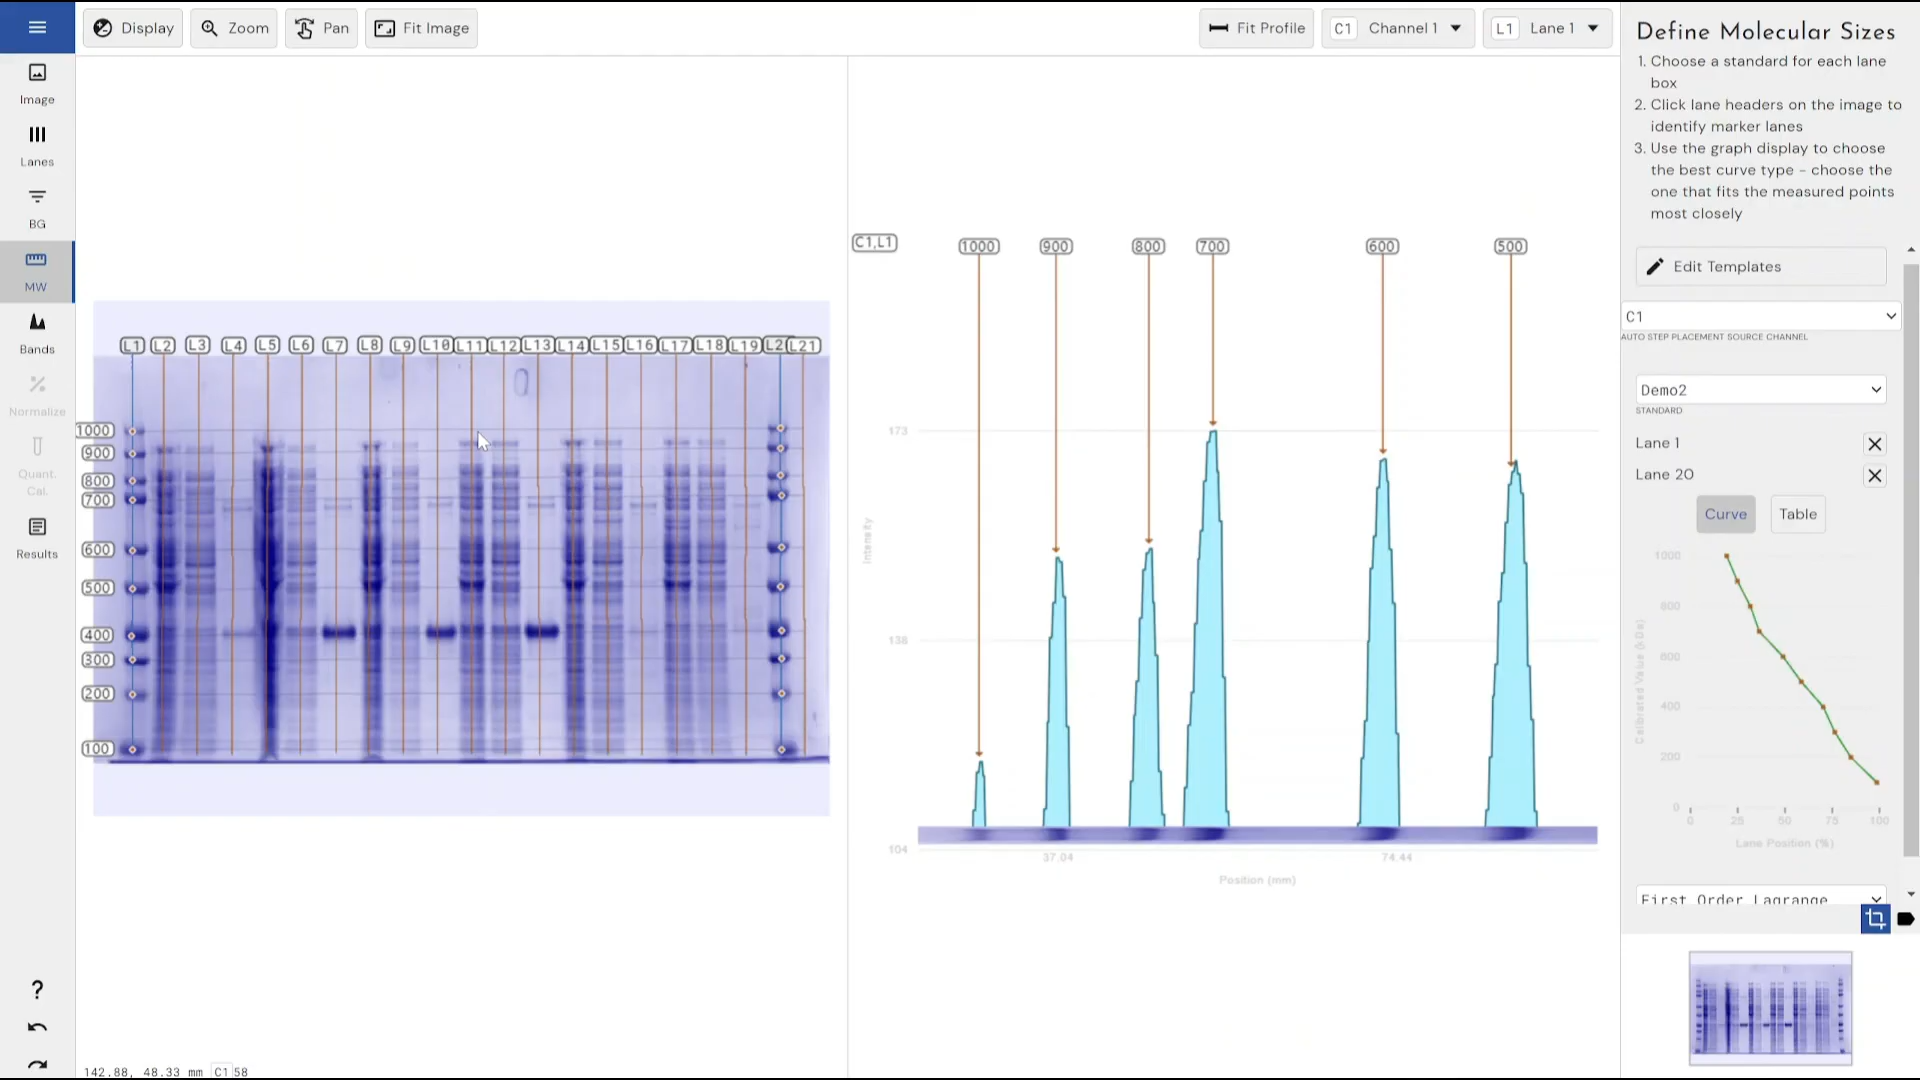 Display
Zoom
Pan
Fit Image
Fit Profile
C1 Channel 1
L1 Lane 1
Image
Lanes
BG
MW
Bands
Normalize
Quant.
Cal.
Results
?
L1 L2 L3 L4 L5 L6 L7 L8 L9 L10 L11 L12 L13 L14 L15 L16 L17 L18 L19 L2 L21
1000
900
800
700
600
500
400
300
200
100
142.88, 48.33 mm C1 58
C1,L1
1000 900 800 700 600 500
173
138
104
Intensity
37.04 74.44
Position (mm)
Define Molecular Sizes
1. Choose a standard for each lane
box
2. Click lane headers on the image to
identify marker lanes
3. Use the graph display to choose
the best curve type - choose the
one that fits the measured points
most closely
Edit Templates
C1
AUTO STEP PLACEMENT SOURCE CHANNEL
Demo2
STANDARD
Lane 1
Lane 20
Curve Table
1000
800
600
400
200
0
Calibrated Value (kDa)
0 25 50 75 100
Lane Position (%)
First Order Lagrange